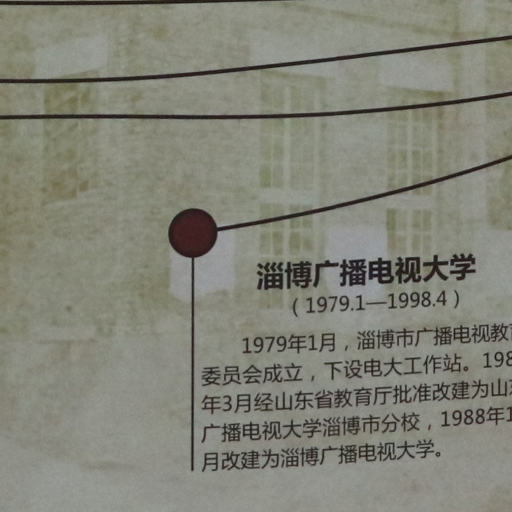 淄博广播电视大学
（1979.1—1998.4）
1979年1月，淄博市广播电视教育
委员会成立，下设电大工作站。198
年3月经山东省教育厅批准改建为山东
广播电视大学淄博市分校，1988年1
月改建为淄博广播电视大学。